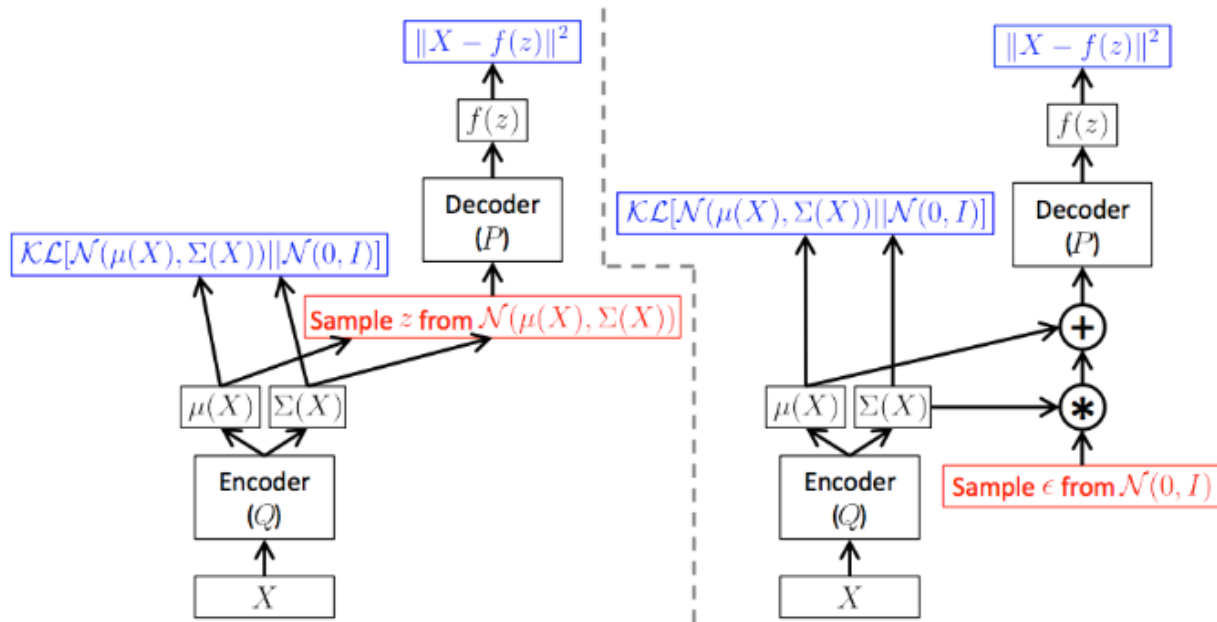 ‖X − f(z)‖²
f(z)
Decoder
(P)
𝒦ℒ[𝒩(μ(X), Σ(X))||𝒩(0, I)]
Sample z from 𝒩(μ(X), Σ(X))
μ(X)
Σ(X)
Encoder
(Q)
X
‖X − f(z)‖²
f(z)
Decoder
(P)
𝒦ℒ[𝒩(μ(X), Σ(X))||𝒩(0, I)]
+
μ(X)
Σ(X)
*
Encoder
(Q)
Sample ϵ from 𝒩(0, I)
X